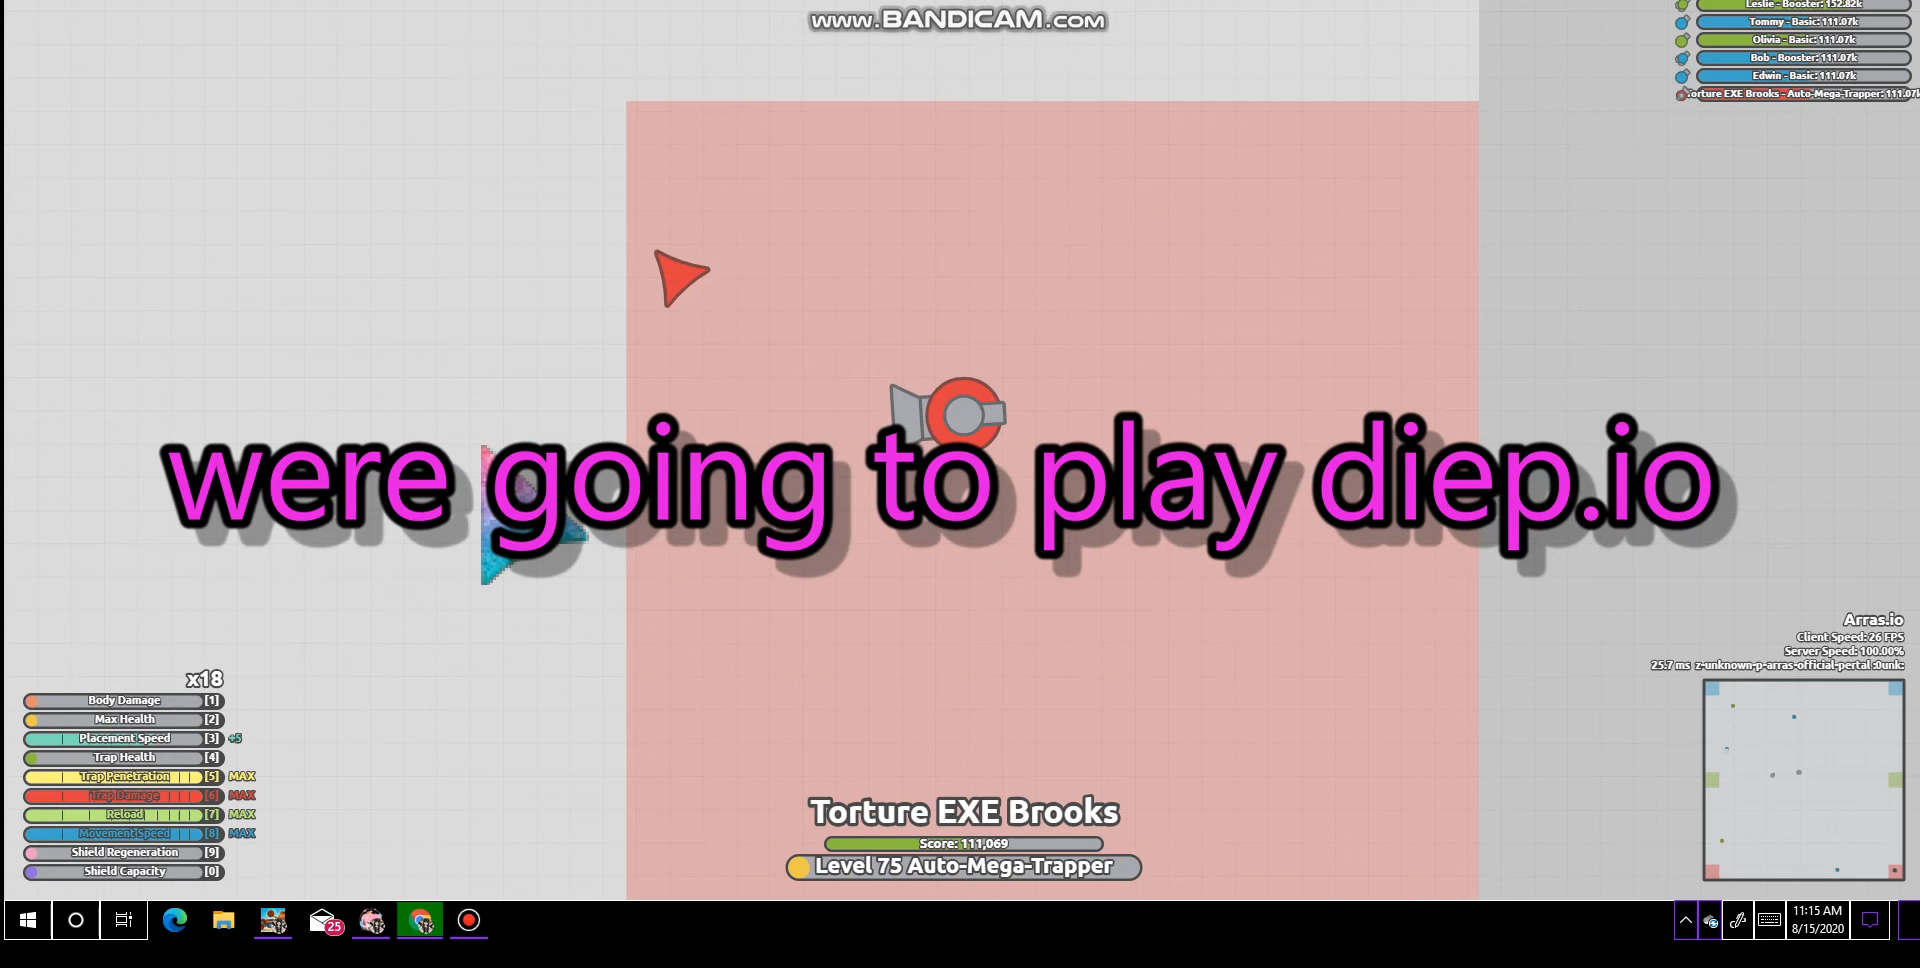 www.BANDICAM.com
Leslie - Booster: 152.82k
Tommy - Basic: 111.07k
Olivia - Basic: 111.07k
Bob - Booster: 111.07k
Edwin - Basic: 111.07k
orture EXE Brooks - Auto-Mega-Trapper: 111.07k
were going to play diep.io
Arras.io
Client Speed: 26 FPS
Server Speed: 100.00%
25.7 ms z-unknown-p-arras-official-pertal :0unk:
x18
Body Damage [1]
Max Health [2]
Placement Speed [3] +5
Trap Health [4]
Trap Penetration [5] MAX
Trap Damage [6] MAX
Reload [7] MAX
Movement Speed [8] MAX
Shield Regeneration [9]
Shield Capacity [0]
Torture EXE Brooks
Score: 111,069
Level 75 Auto-Mega-Trapper
25
11:15 AM
8/15/2020